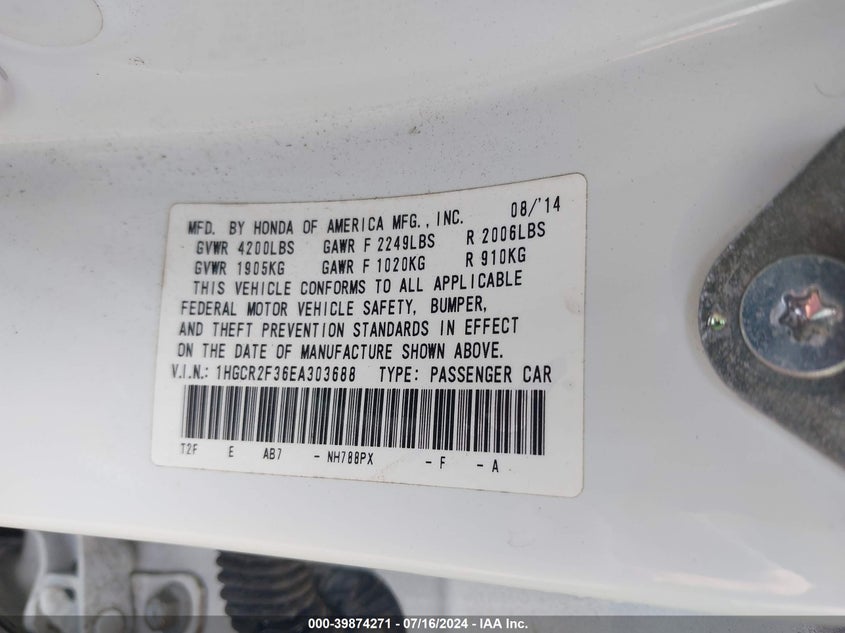 MFD. BY HONDA OF AMERICA MFG., INC. 08/'14
GVWR 4200LBS GAWR F 2249LBS R 2006LBS
GVWR 1905KG GAWR F 1020KG R 910KG
THIS VEHICLE CONFORMS TO ALL APPLICABLE
FEDERAL MOTOR VEHICLE SAFETY, BUMPER,
AND THEFT PREVENTION STANDARDS IN EFFECT
ON THE DATE OF MANUFACTURE SHOWN ABOVE.
V.I.N.: 1HGCR2F36EA303688 TYPE: PASSENGER CAR
T2F E AB7 - NH788PX - F - A
000-39874271 / 07/16/2024 - IAA Inc.